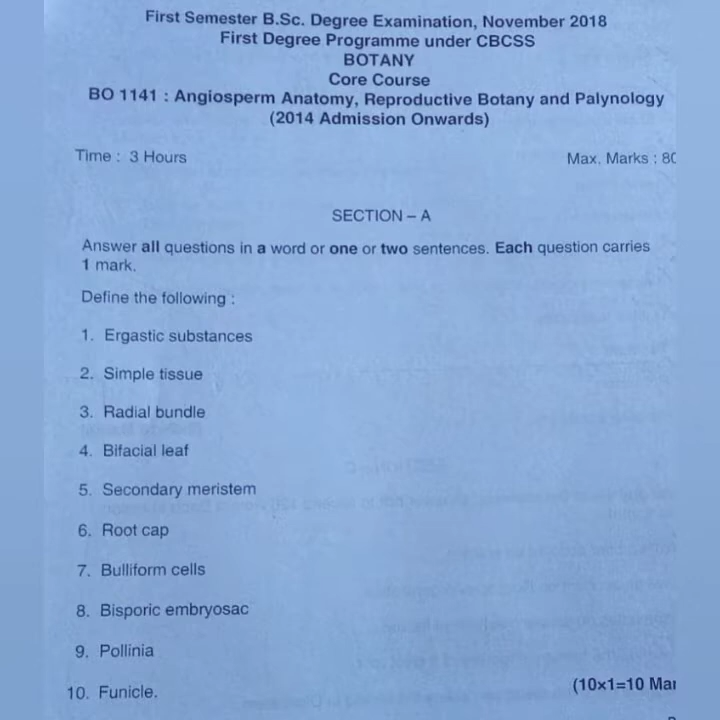 First Semester B.Sc. Degree Examination, November 2018
First Degree Programme under CBCSS
BOTANY
Core Course
BO 1141 : Angiosperm Anatomy, Reproductive Botany and Palynology
(2014 Admission Onwards)
Time : 3 Hours Max. Marks : 80
SECTION – A
Answer all questions in a word or one or two sentences. Each question carries
1 mark.
Define the following :
1. Ergastic substances
2. Simple tissue
3. Radial bundle
4. Bifacial leaf
5. Secondary meristem
6. Root cap
7. Bulliform cells
8. Bisporic embryosac
9. Pollinia
10. Funicle.
(10x1=10 Mar